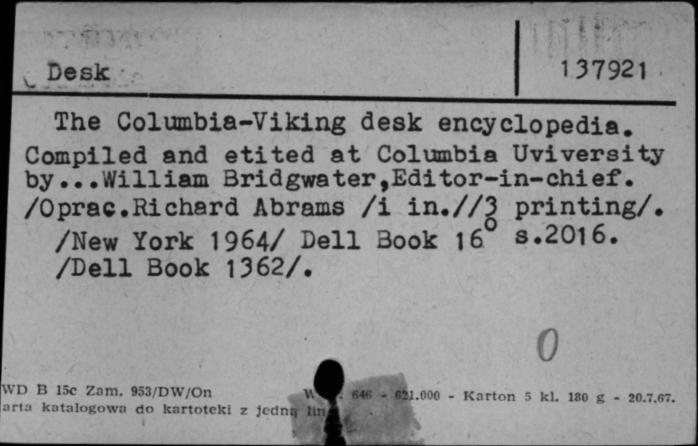 Desk
137921
The Columbia-Viking desk encyclopedia.
Compiled and etited at Columbia Uviversity
by...William Bridgwater,Editor-in-chief.
/Oprac.Richard Abrams /i in.//3 printing/.
/New York 1964/ Dell Book 16° s.2016.
/Dell Book 1362/.
0
WD B 15c Zam. 953/DW/On 646 - 621.000 - Karton 5 kl. 180 g - 20.7.67.
arta katalogowa do kartoteki z jedną lin